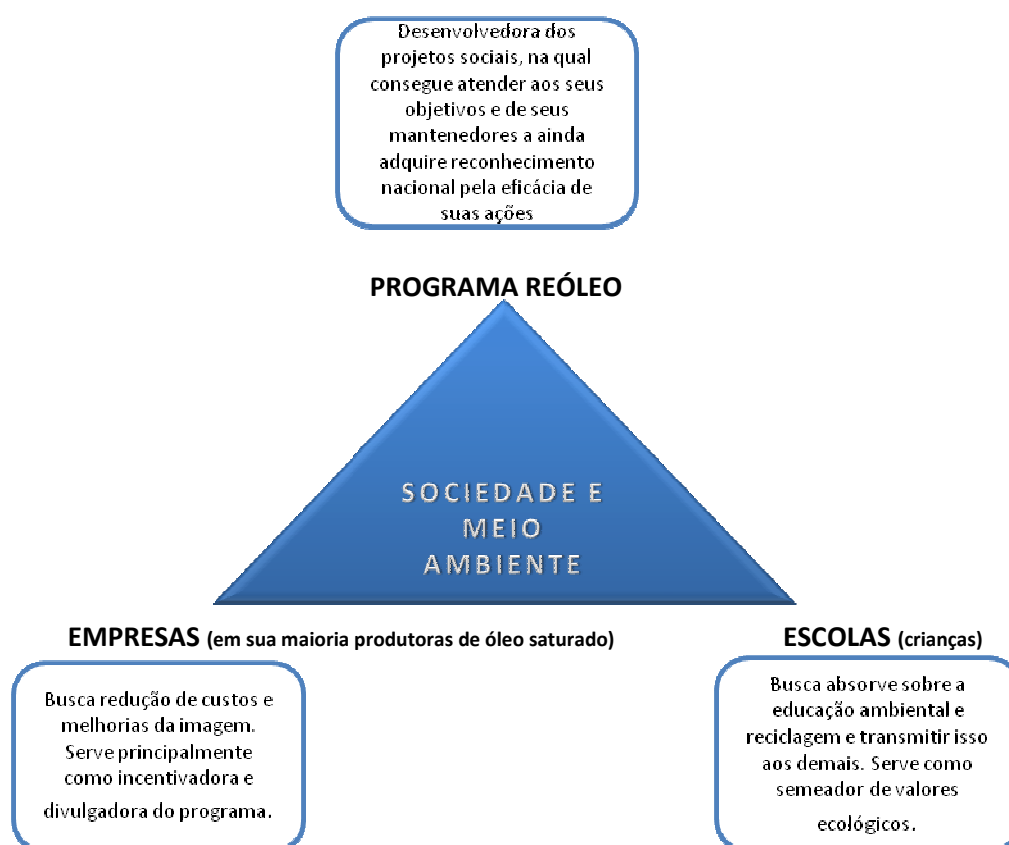 Desenvolvedora dos
projetos sociais, na qual
consegue atender aos seus
objetivos e de seus
mantenedores a ainda
adquire reconhecimento
nacional pela eficácia de
suas ações
PROGRAMA REÓLEO
SOCIEDADE E
MEIO
AMBIENTE
EMPRESAS (em sua maioria produtoras de óleo saturado)
Busca redução de custos e
melhorias da imagem.
Serve principalmente
como incentivadora e
divulgadora do programa.
ESCOLAS (crianças)
Busca absorve sobre a
educação ambiental e
reciclagem e transmitir isso
aos demais. Serve como
semeador de valores
ecológicos.